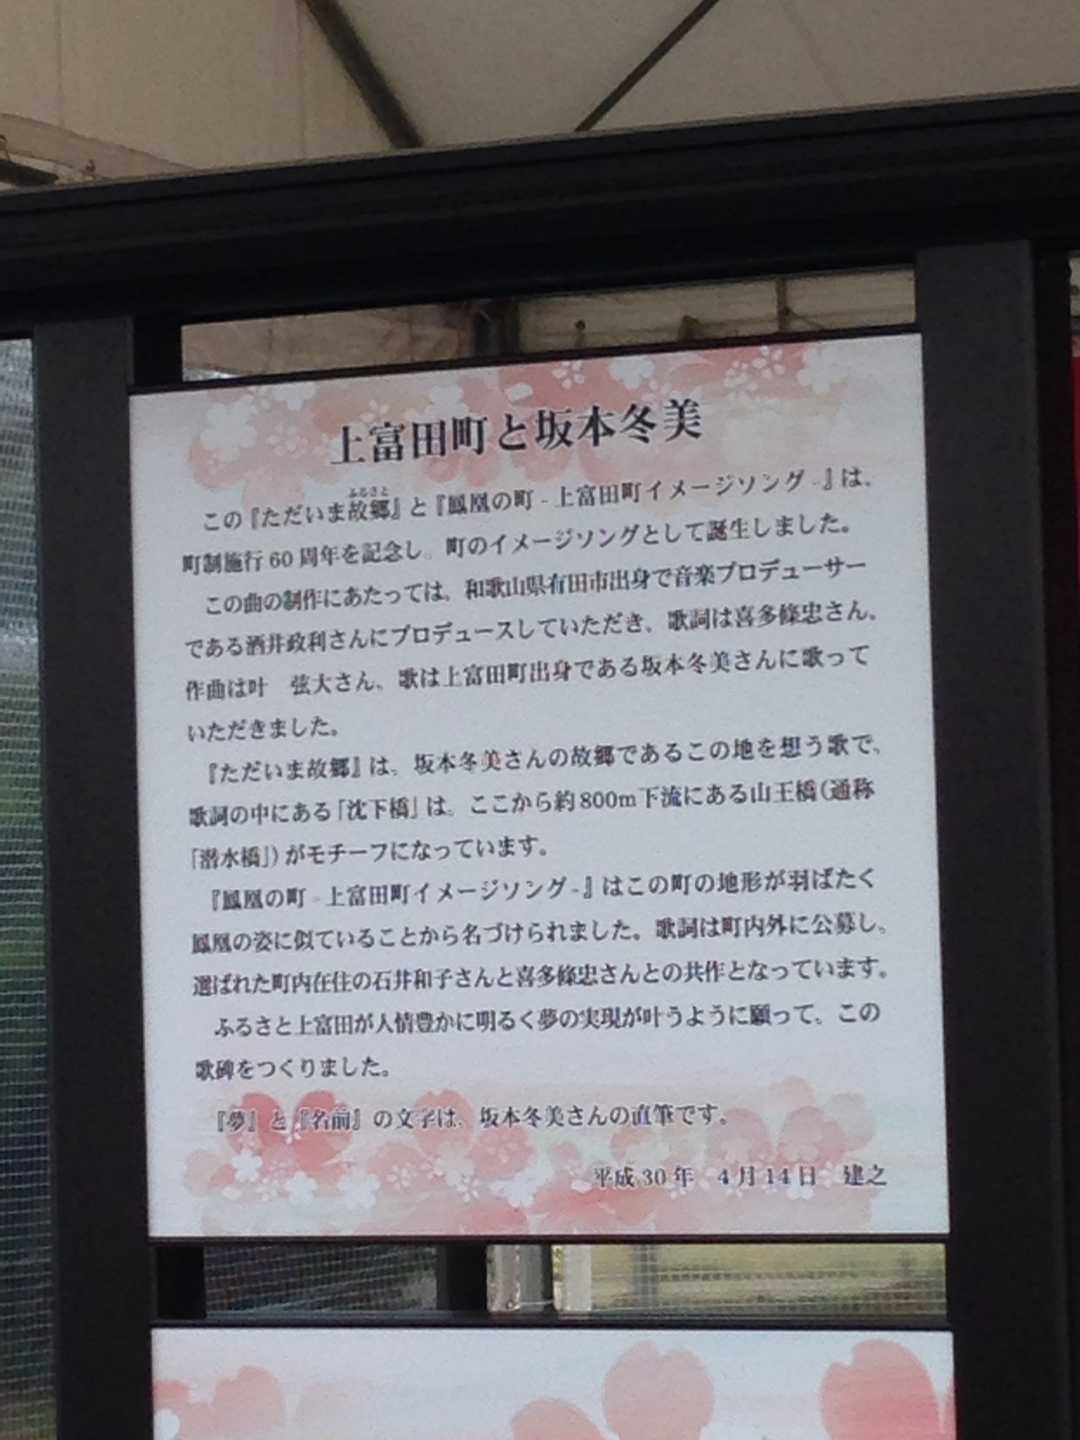 上富田町と坂本冬美
ふるさと
この『ただいま故郷』と『鳳凰の町 - 上富田町イメージソング -』は、
町制施行 60 周年を記念し、町のイメージソングとして誕生しました。
この曲の制作にあたっては、和歌山県有田市出身で音楽プロデューサー
である酒井政利さんにプロデュースしていただき、歌詞は喜多條忠さん、
作曲は叶　弦大さん、歌は上富田町出身である坂本冬美さんに歌って
いただきました。
『ただいま故郷』は、坂本冬美さんの故郷であるこの地を想う歌で、
歌詞の中にある「沈下橋」は、ここから約 800m 下流にある山王橋（通称
「潜水橋」）がモチーフになっています。
『鳳凰の町 - 上富田町イメージソング -』はこの町の地形が羽ばたく
鳳凰の姿に似ていることから名づけられました。歌詞は町内外に公募し、
選ばれた町内在住の石井和子さんと喜多條忠さんとの共作となっています。
ふるさと上富田が人情豊かに明るく夢の実現が叶うように願って、この
歌碑をつくりました。
『夢』と『名前』の文字は、坂本冬美さんの直筆です。
平成 30 年　4 月 14 日　建之